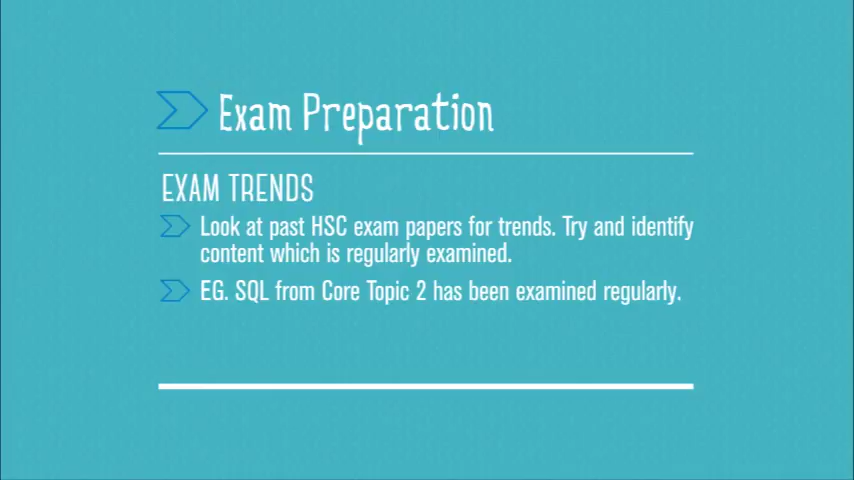 Exam Preparation
EXAM TRENDS
Look at past HSC exam papers for trends. Try and identify
content which is regularly examined.
EG. SQL from Core Topic 2 has been examined regularly.